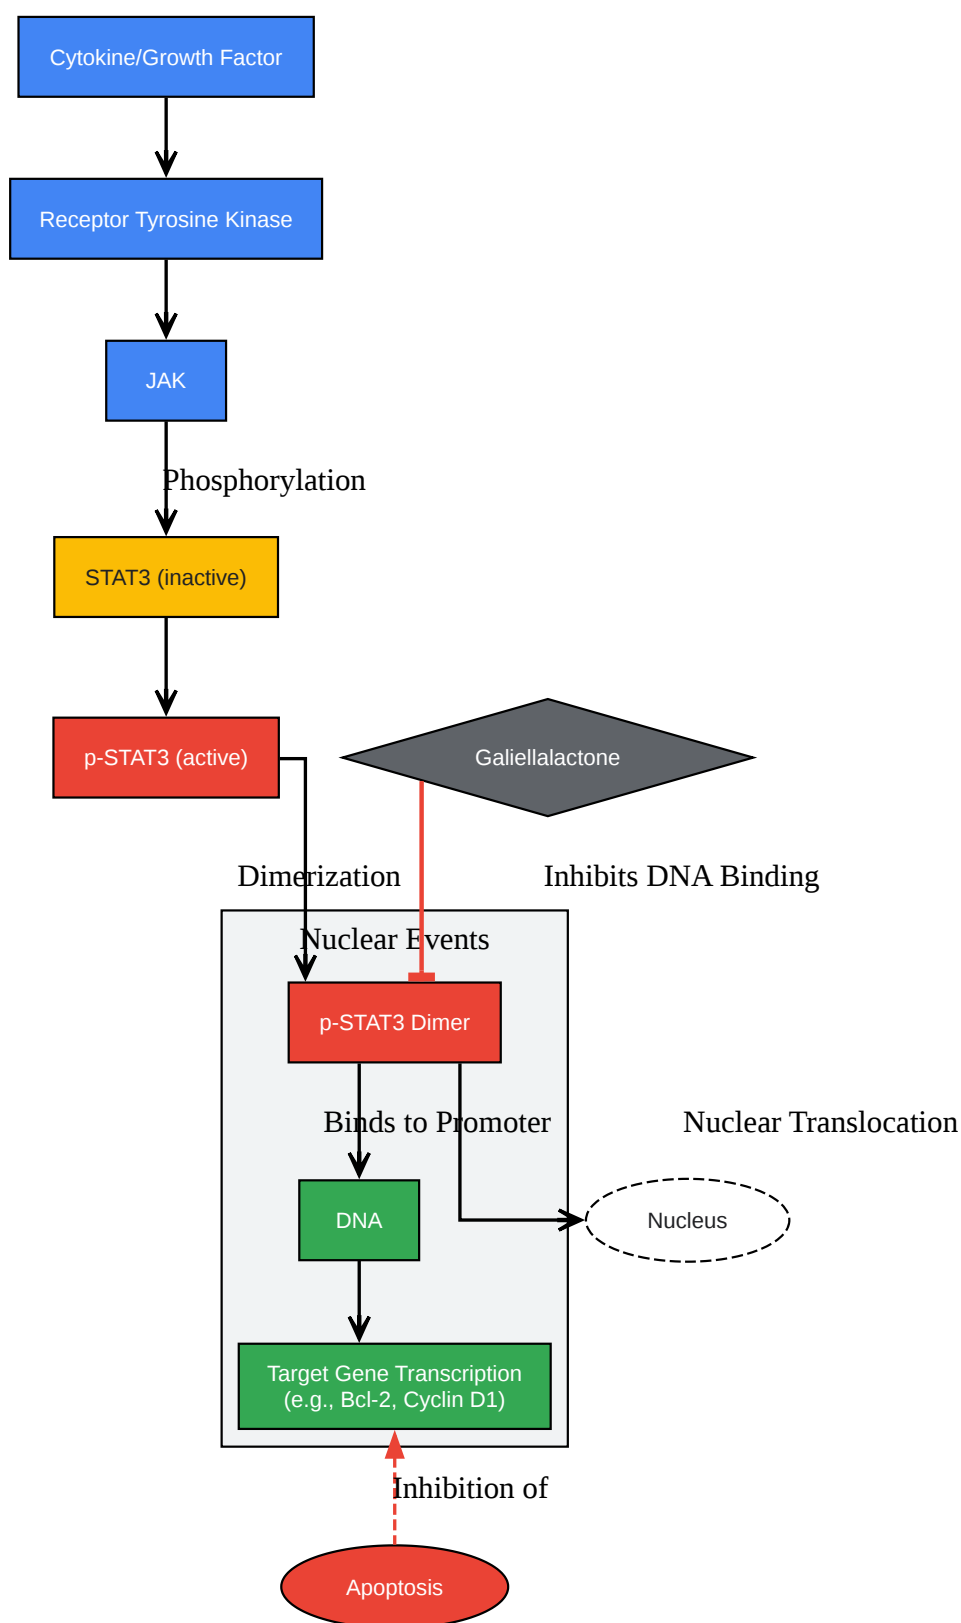 Cytokine/Growth Factor
Receptor Tyrosine Kinase
JAK
Phosphorylation
STAT3 (inactive)
p-STAT3 (active)
Galiellalactone
Dimerization
Inhibits DNA Binding
Nuclear Events
p-STAT3 Dimer
Binds to Promoter
Nuclear Translocation
DNA
Nucleus
Target Gene Transcription
(e.g., Bcl-2, Cyclin D1)
Inhibition of
Apoptosis